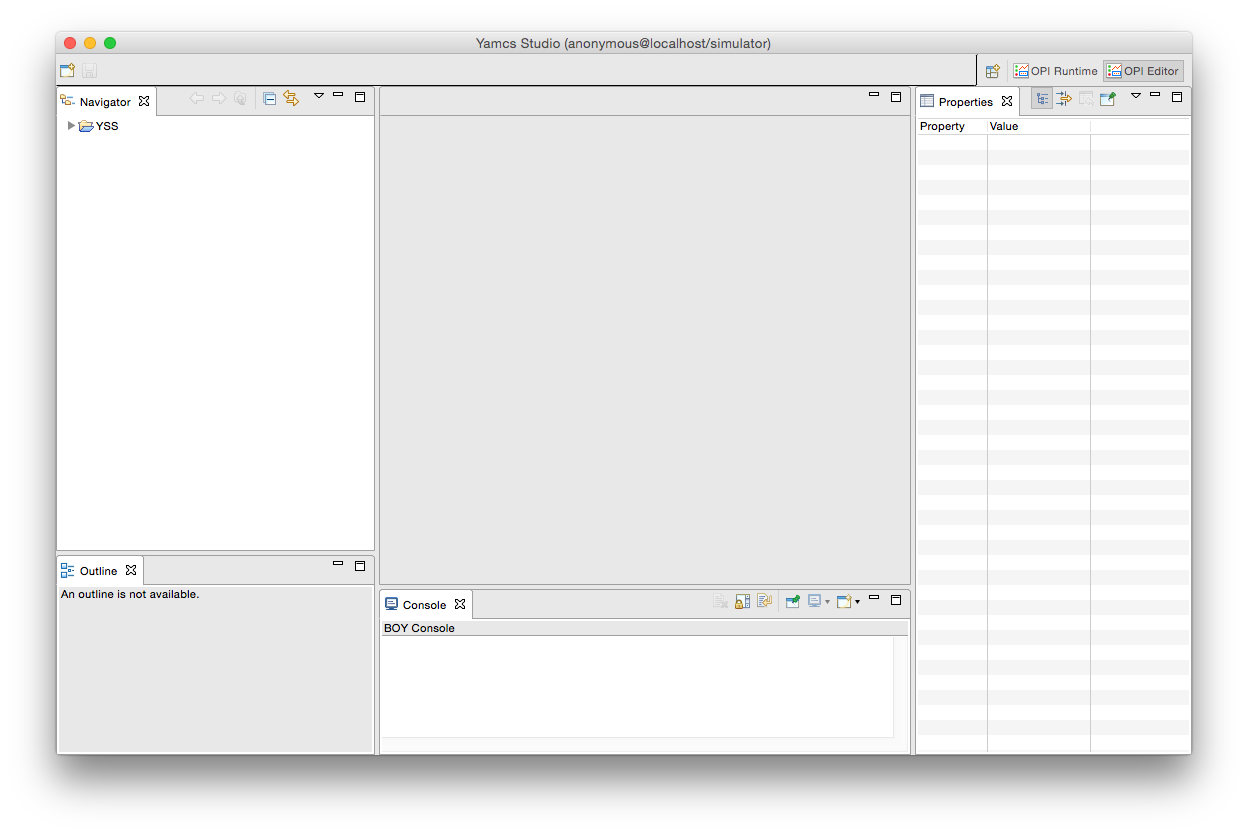 Yamcs Studio (anonymous@localhost/simulator)
OPI Runtime
OPI Editor
Navigator
YSS
Outline
An outline is not available.
Console
BOY Console
Properties
Property Value